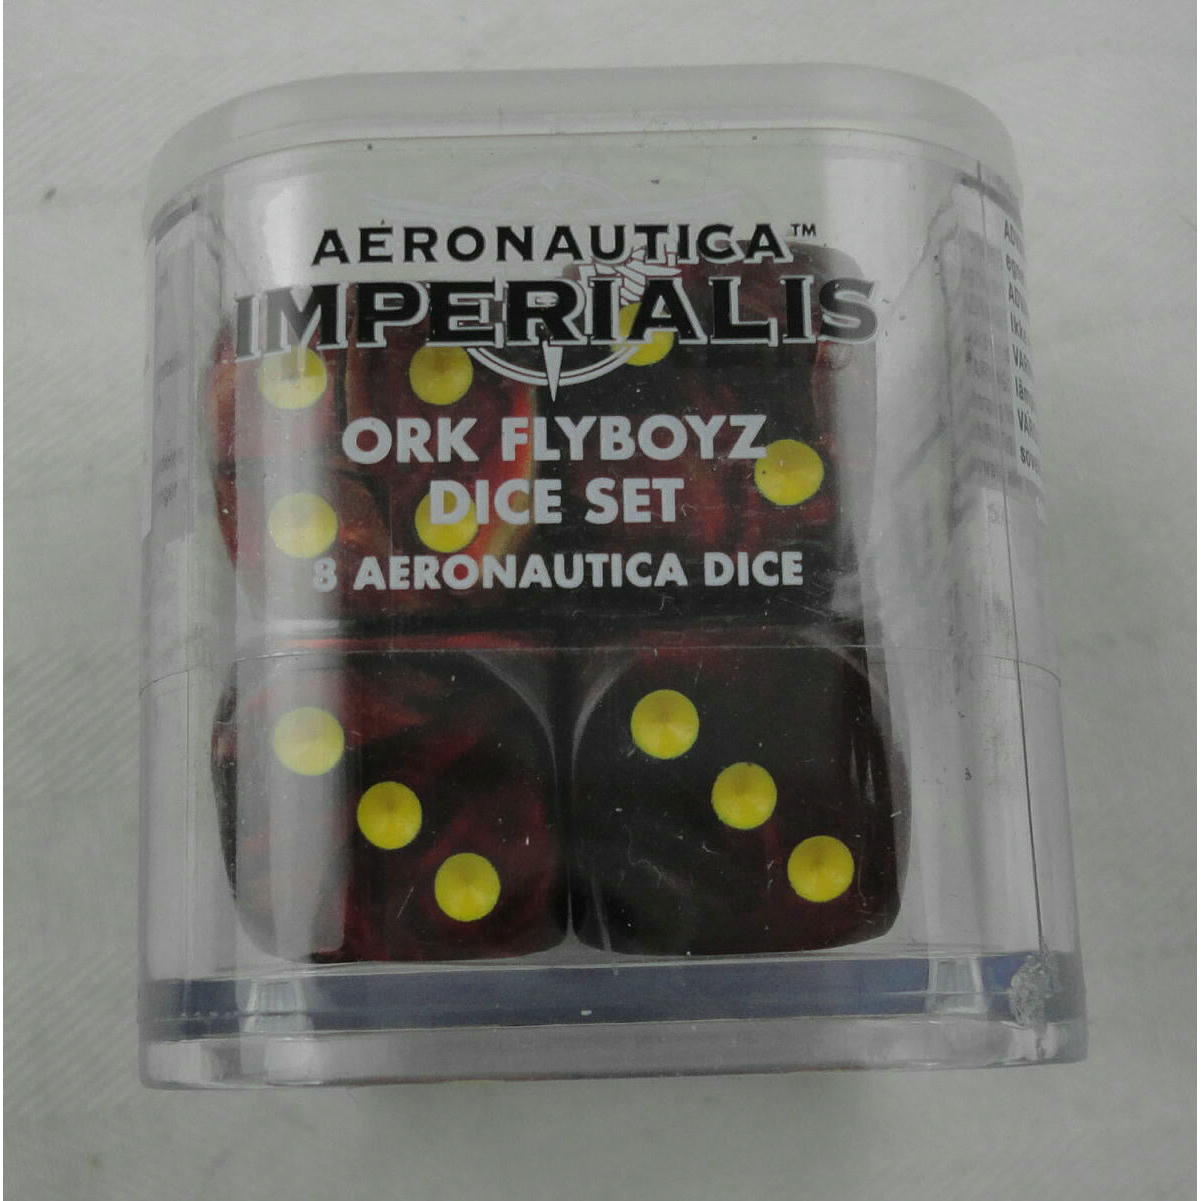 AERONAUTICA™
IMPERIALIS
ORK FLYBOYZ
DICE SET
8 AERONAUTICA DICE